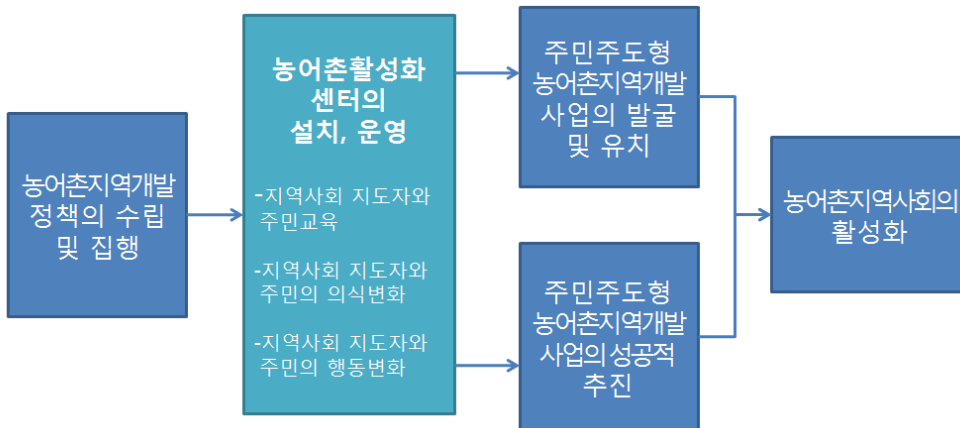 농어촌지역개발
정책의 수립
및 집행
농어촌활성화
센터의
설치, 운영
-지역사회 지도자와
주민교육
-지역사회 지도자와
주민의 의식변화
-지역사회 지도자와
주민의 행동변화
주민주도형
농어촌지역개발
사업의 발굴
및 유치
주민주도형
농어촌지역개발
사업의 성공적
추진
농어촌지역사회의
활성화